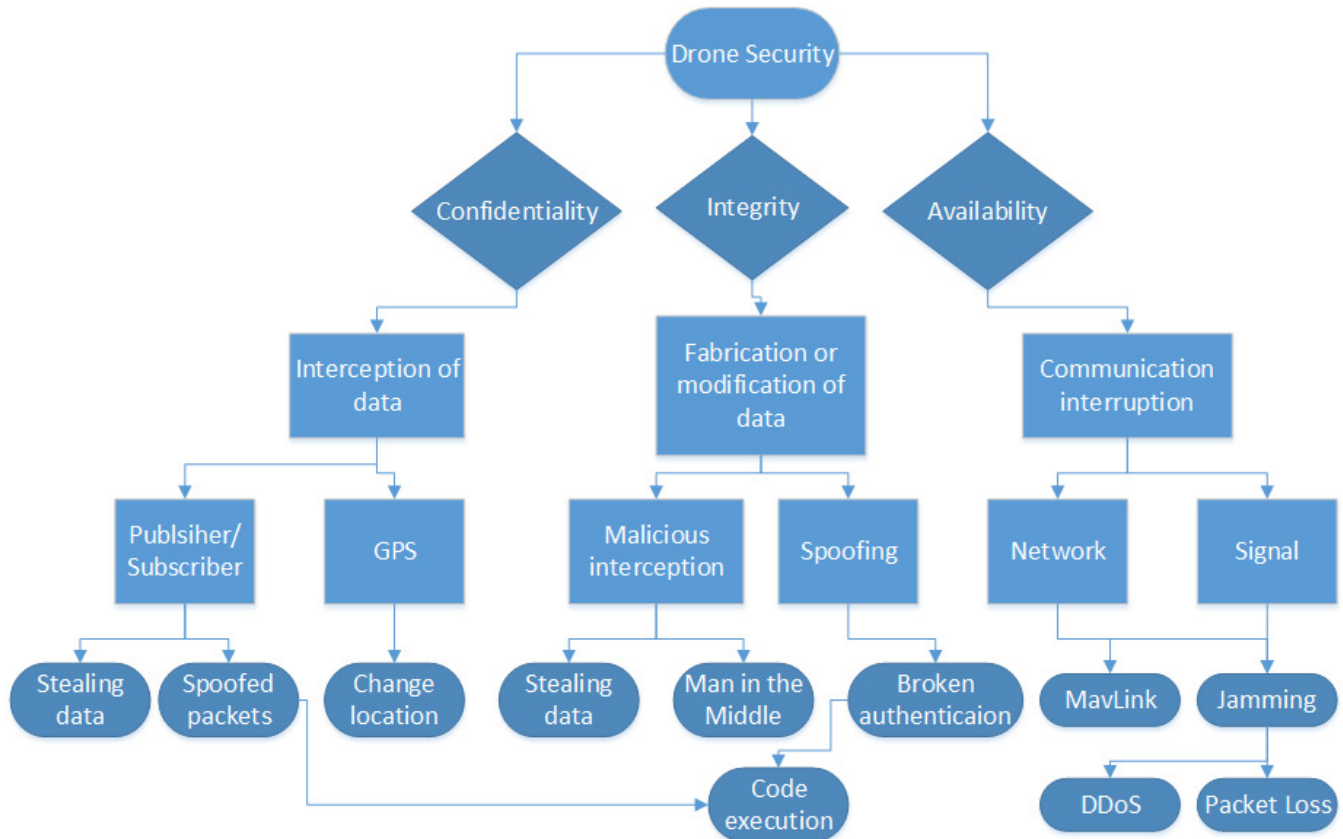 Drone Security
Confidentiality
Integrity
Availability
Interception of
data
Fabrication or
modification of
data
Communication
interruption
Publsiher/
Subscriber
GPS
Malicious
interception
Spoofing
Network
Signal
Stealing
data
Spoofed
packets
Change
location
Stealing
data
Man in the
Middle
Broken
authenticaion
MavLink
Jamming
Code
execution
DDoS
Packet Loss